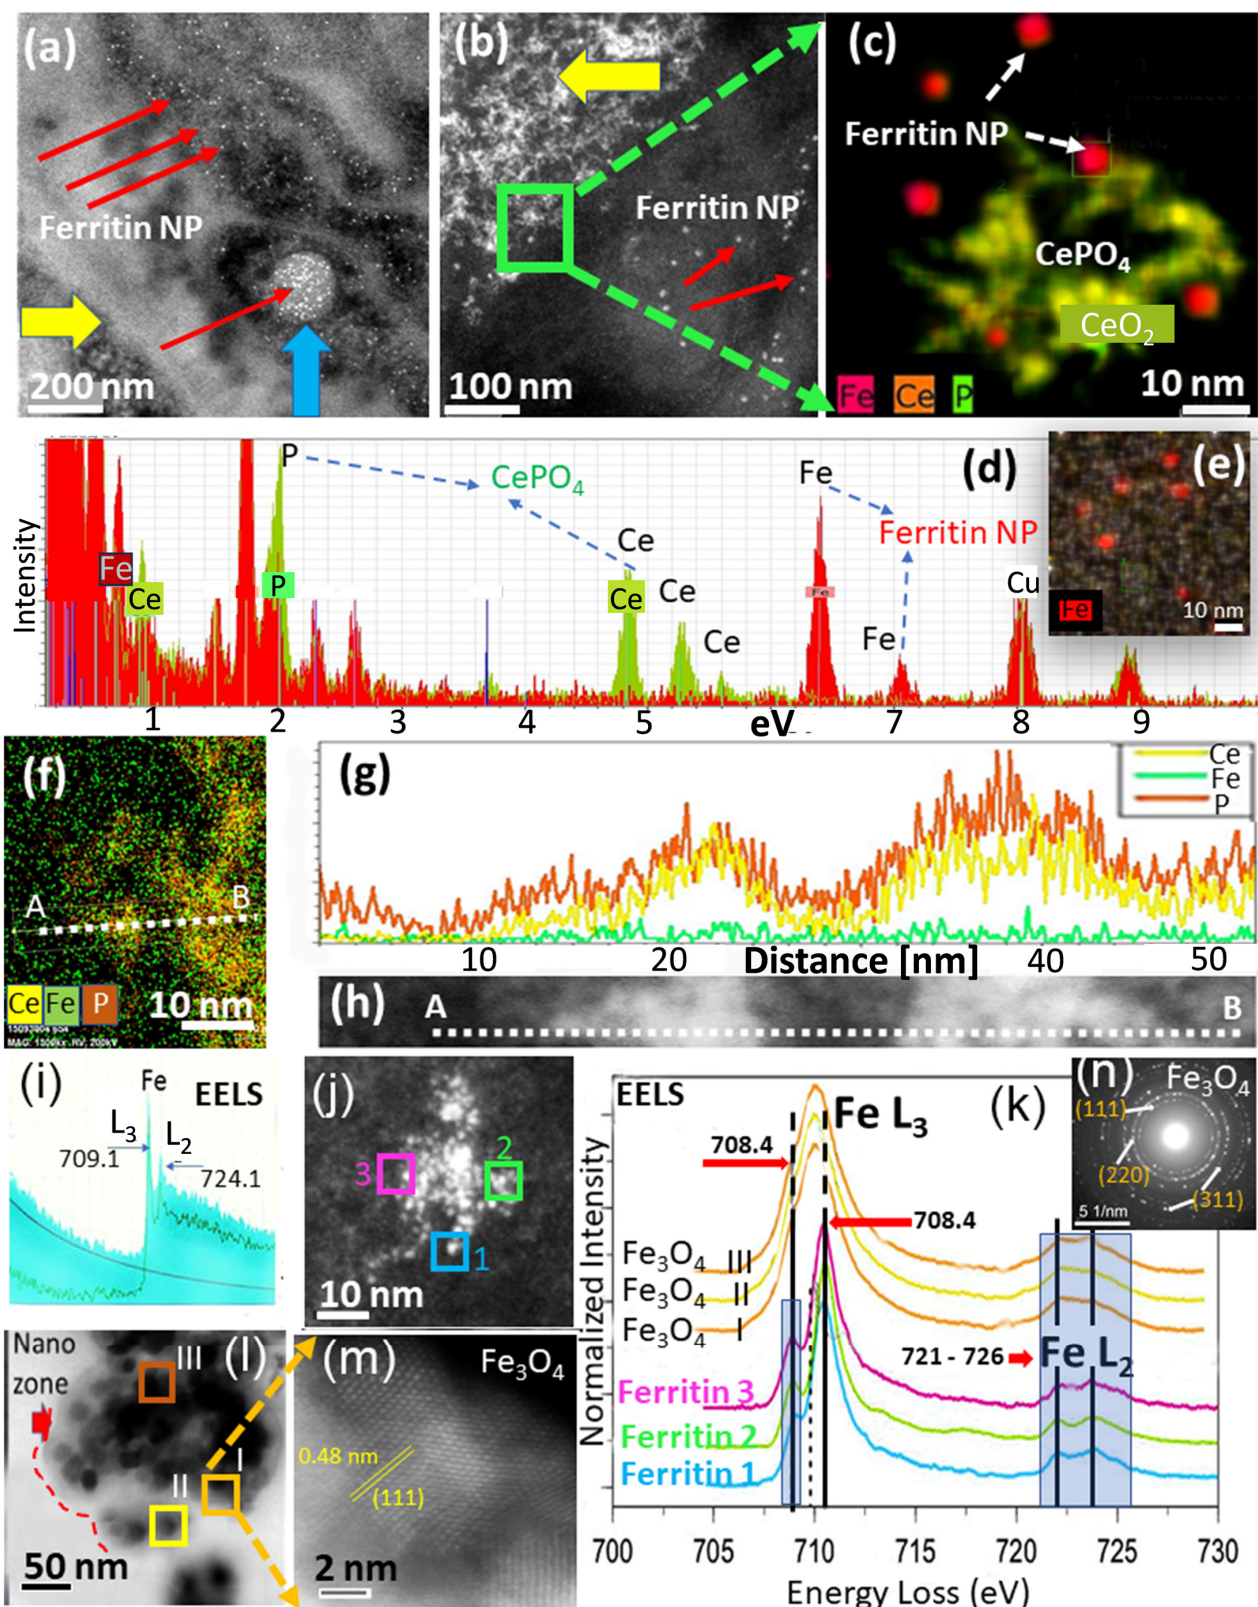 (a)
Ferritin NP
200 nm
(b)
Ferritin NP
100 nm
(c)
Ferritin NP
CePO4
CeO2
Fe Ce P
10 nm
(d)
Intensity
P
CePO4
Fe
Ferritin NP
Ce
Ce
Ce
Fe
Ce
P
Ce
Fe
Fe
Cu
1 2 3 4 5 eV 7 8 9
(e)
Fe
10 nm
(f)
A B
Ce Fe P
10 nm
MAG: 1500kx HV: 200kV
(g)
Ce
Fe
P
10 20 Distance [nm] 40 50
(h)
A B
(i)
Fe
EELS
L3
L2
709.1
724.1
(j)
3
2
1
10 nm
EELS
(k)
Fe L3
708.4
708.4
Fe3O4 III
Fe3O4 II
Fe3O4 I
721 - 726
Fe L2
Ferritin 3
Ferritin 2
Ferritin 1
Normalized Intensity
700 705 710 715 720 725 730
Energy Loss (eV)
(n)
Fe3O4
(111)
(220)
(311)
5 1/nm
(l)
Nano
zone
III
I
II
50 nm
(m)
Fe3O4
0.48 nm
(111)
2 nm